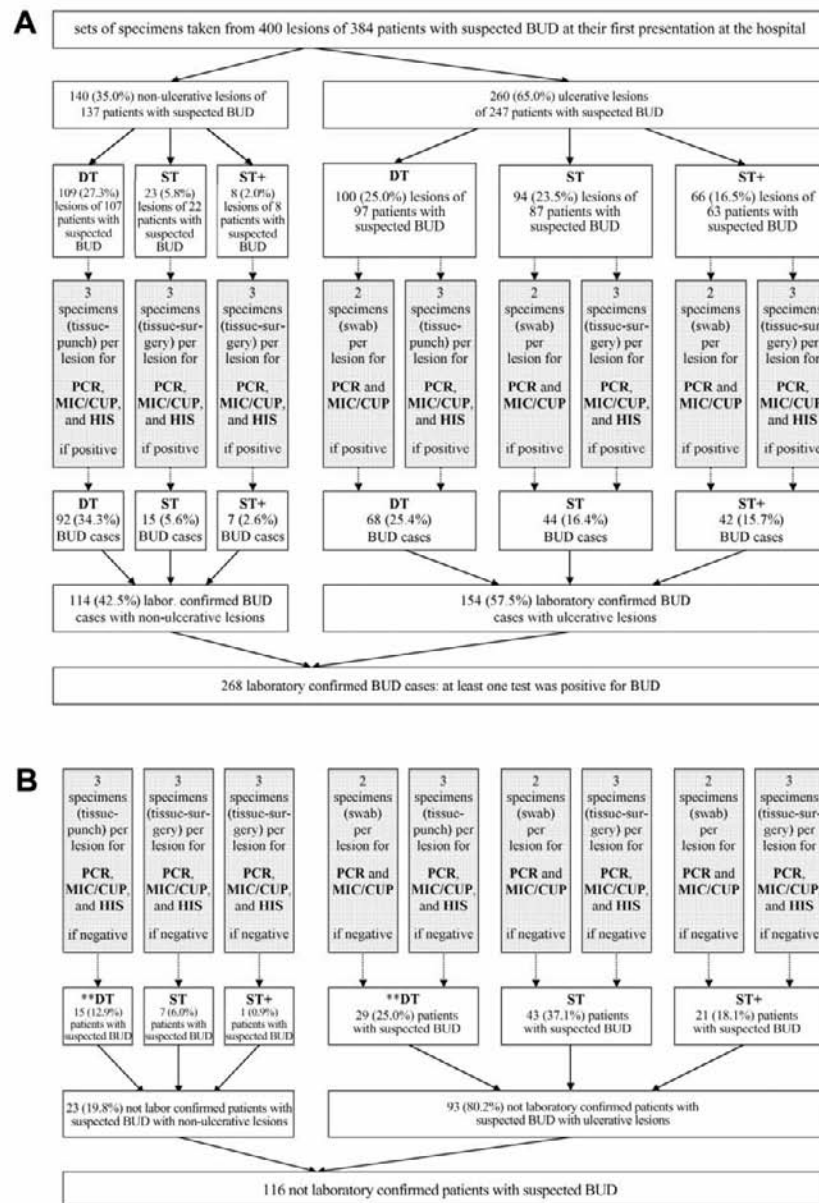 A
sets of specimens taken from 400 lesions of 384 patients with suspected BUD at their first presentation at the hospital
140 (35.0%) non-ulcerative lesions of
137 patients with suspected BUD
260 (65.0%) ulcerative lesions
of 247 patients with suspected BUD
DT
109 (27.3%)
lesions of 107
patients with
suspected
BUD
ST
23 (5.8%)
lesions of 22
patients with
suspected
BUD
ST+
8 (2.0%)
lesions of 8
patients with
suspected
BUD
DT
100 (25.0%) lesions of
97 patients with
suspected BUD
ST
94 (23.5%) lesions of
87 patients with
suspected BUD
ST+
66 (16.5%) lesions of
63 patients with
suspected BUD
3
specimens
(tissue-
punch) per
lesion for
PCR,
MIC/CUP,
and HIS
if positive
3
specimens
(tissue-sur-
gery) per
lesion for
PCR,
MIC/CUP,
and HIS
if positive
3
specimens
(tissue-sur-
gery) per
lesion for
PCR,
MIC/CUP,
and HIS
if positive
2
specimens
(swab)
per
lesion for
PCR and
MIC/CUP
if positive
3
specimens
(tissue-
punch) per
lesion for
PCR,
MIC/CUP,
and HIS
if positive
2
specimens
(swab)
per
lesion for
PCR and
MIC/CUP
if positive
3
specimens
(tissue-sur-
gery) per
lesion for
PCR,
MIC/CUP,
and HIS
if positive
2
specimens
(swab)
per
lesion for
PCR and
MIC/CUP
if positive
3
specimens
(tissue-sur-
gery) per
lesion for
PCR,
MIC/CUP,
and HIS
if positive
DT
92 (34.3%)
BUD cases
ST
15 (5.6%)
BUD cases
ST+
7 (2.6%)
BUD cases
DT
68 (25.4%)
BUD cases
ST
44 (16.4%)
BUD cases
ST+
42 (15.7%)
BUD cases
114 (42.5%) labor. confirmed BUD
cases with non-ulcerative lesions
154 (57.5%) laboratory confirmed BUD
cases with ulcerative lesions
268 laboratory confirmed BUD cases: at least one test was positive for BUD
B
3
specimens
(tissue-
punch) per
lesion for
PCR,
MIC/CUP,
and HIS
if negative
3
specimens
(tissue-sur-
gery) per
lesion for
PCR,
MIC/CUP,
and HIS
if negative
3
specimens
(tissue-sur-
gery) per
lesion for
PCR,
MIC/CUP,
and HIS
if negative
2
specimens
(swab)
per
lesion for
PCR and
MIC/CUP
if negative
3
specimens
(tissue-
punch) per
lesion for
PCR,
MIC/CUP,
and HIS
if negative
2
specimens
(swab)
per
lesion for
PCR and
MIC/CUP
if negative
3
specimens
(tissue-sur-
gery) per
lesion for
PCR,
MIC/CUP,
and HIS
if negative
2
specimens
(swab)
per
lesion for
PCR and
MIC/CUP
if negative
3
specimens
(tissue-sur-
gery) per
lesion for
PCR,
MIC/CUP,
and HIS
if negative
**DT
15 (12.9%)
patients with
suspected BUD
ST
7 (6.0%)
patients with
suspected BUD
ST+
1 (0.9%)
patients with
suspected BUD
**DT
29 (25.0%) patients
with suspected BUD
ST
43 (37.1%) patients
with suspected BUD
ST+
21 (18.1%) patients
with suspected BUD
23 (19.8%) not labor confirmed patients with
suspected BUD with non-ulcerative lesions
93 (80.2%) not laboratory confirmed patients with
suspected BUD with ulcerative lesions
116 not laboratory confirmed patients with suspected BUD